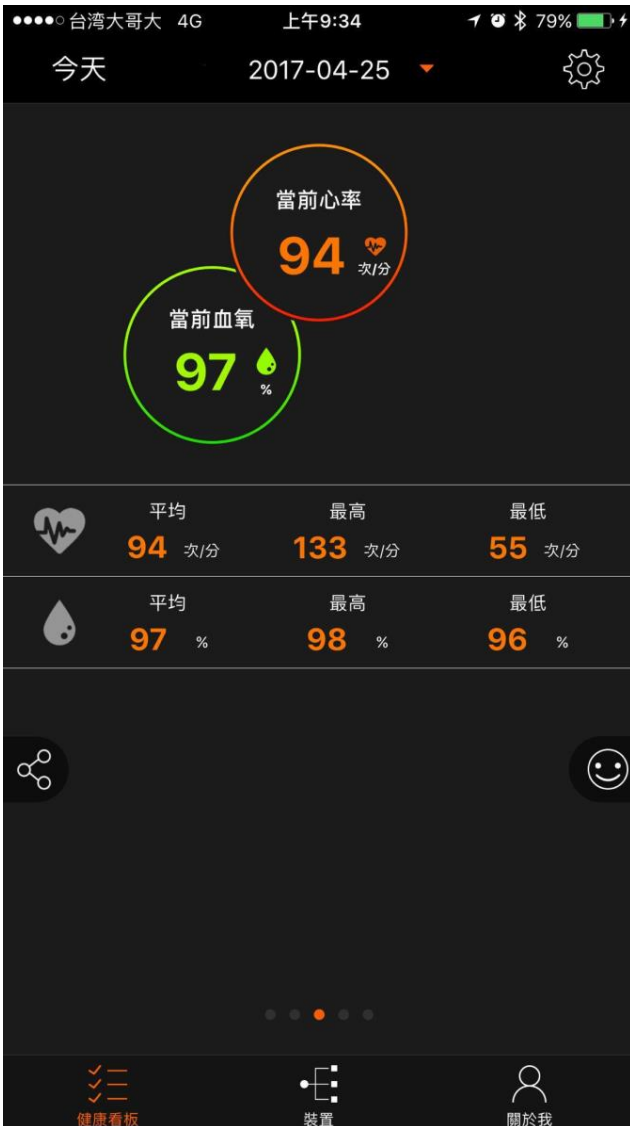 台湾大哥大 4G 上午9:34 79%
今天 2017-04-25
當前心率
94 次/分
當前血氧
97 %
平均 最高 最低
94 次/分 133 次/分 55 次/分
平均 最高 最低
97 % 98 % 96 %
健康看板 裝置 關於我